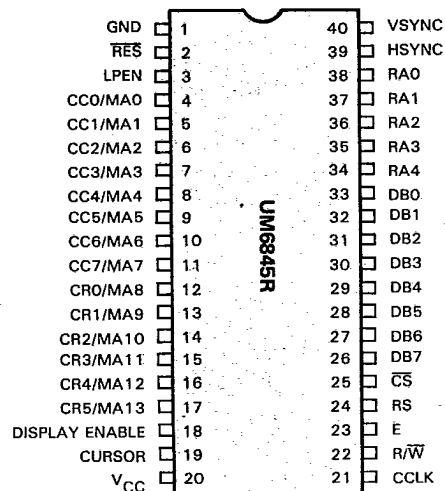 GND 1 40 VSYNC
RES 2 39 HSYNC
LPEN 3 38 RA0
CC0/MA0 4 37 RA1
CC1/MA1 5 36 RA2
CC2/MA2 6 35 RA3
CC3/MA3 7 34 RA4
CC4/MA4 8 33 DB0
CC5/MA5 9 32 DB1
CC6/MA6 10 31 DB2
CC7/MA7 11 30 DB3
CR0/MA8 12 29 DB4
CR1/MA9 13 28 DB5
CR2/MA10 14 27 DB6
CR3/MA11 15 26 DB7
CR4/MA12 16 25 CS
CR5/MA13 17 24 RS
DISPLAY ENABLE 18 23 E
CURSOR 19 22 R/W
VCC 20 21 CCLK
UM6845R